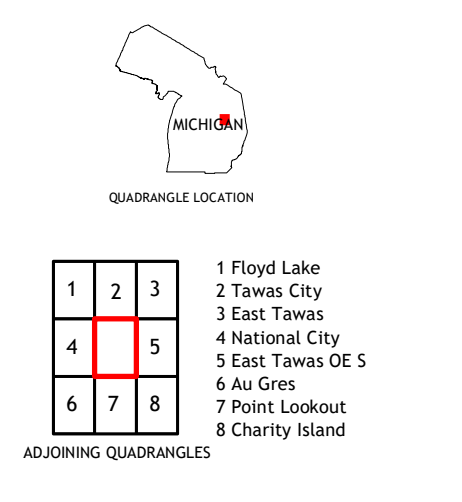 MICHIGAN
QUADRANGLE LOCATION
1 2 3
4 5
6 7 8
1 Floyd Lake
2 Tawas City
3 East Tawas
4 National City
5 East Tawas OE S
6 Au Gres
7 Point Lookout
8 Charity Island
ADJOINING QUADRANGLES